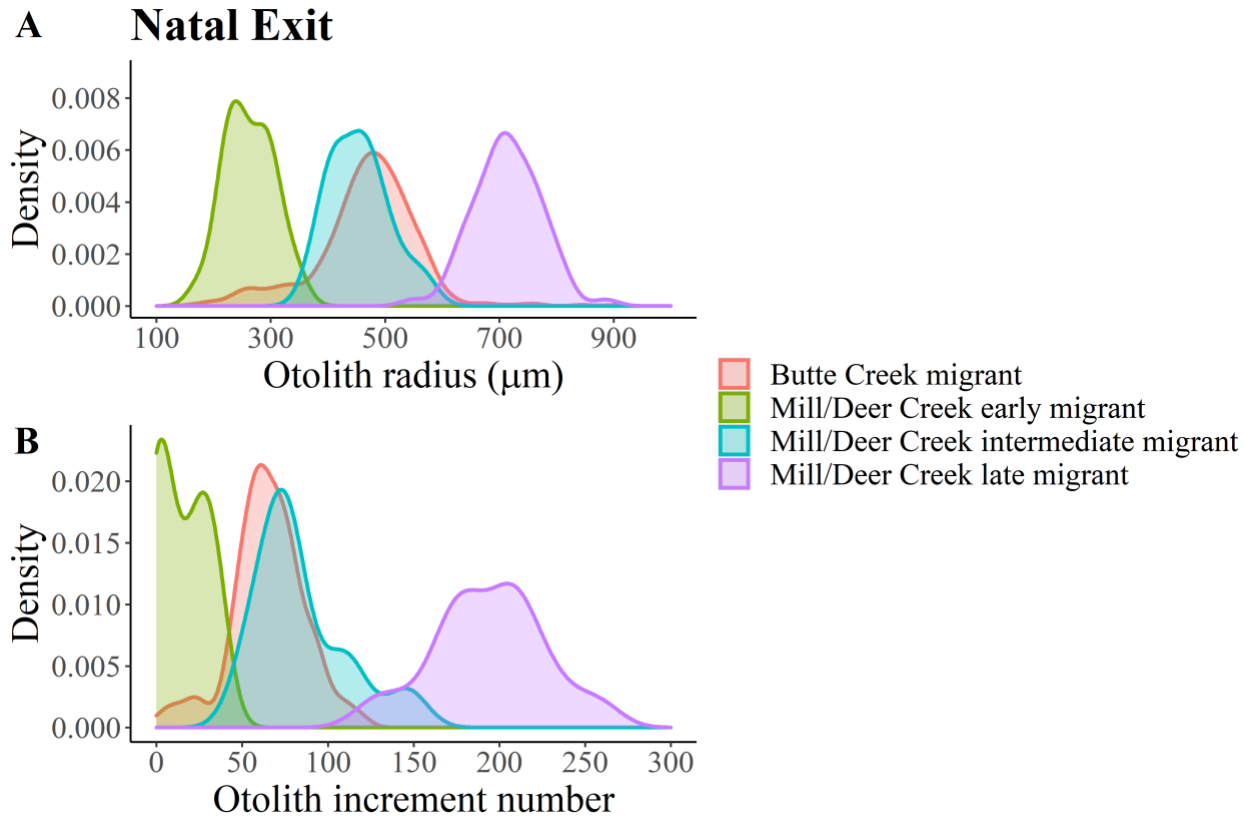 A Natal Exit
Density
0.008
0.006
0.004
0.002
0.000
100 300 500 700 900
Otolith radius (μm)
Butte Creek migrant
Mill/Deer Creek early migrant
Mill/Deer Creek intermediate migrant
Mill/Deer Creek late migrant
B
Density
0.020
0.015
0.010
0.005
0.000
0 50 100 150 200 250 300
Otolith increment number